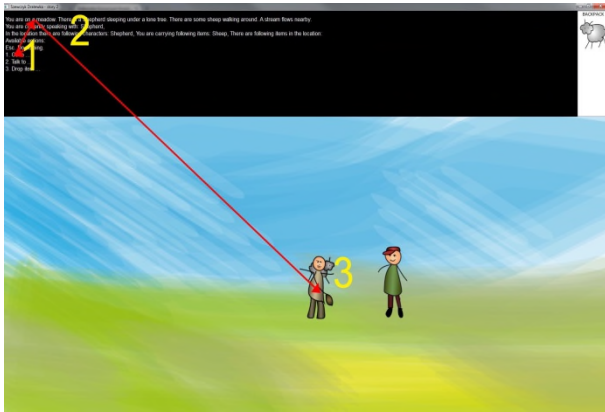 BACKPACK
You are on a meadow. There is a shepherd sleeping under a lone tree. There are some sheep walking around. A dream flows nearby.
You are currently speaking with: Shepherd,
In the location there are following characters: Shepherd, You are carrying following items: Sheep, There are following items in the location:
Available actions:
Esc.
1.
2. Talk to ...
3. Drop item ...
1
2
3